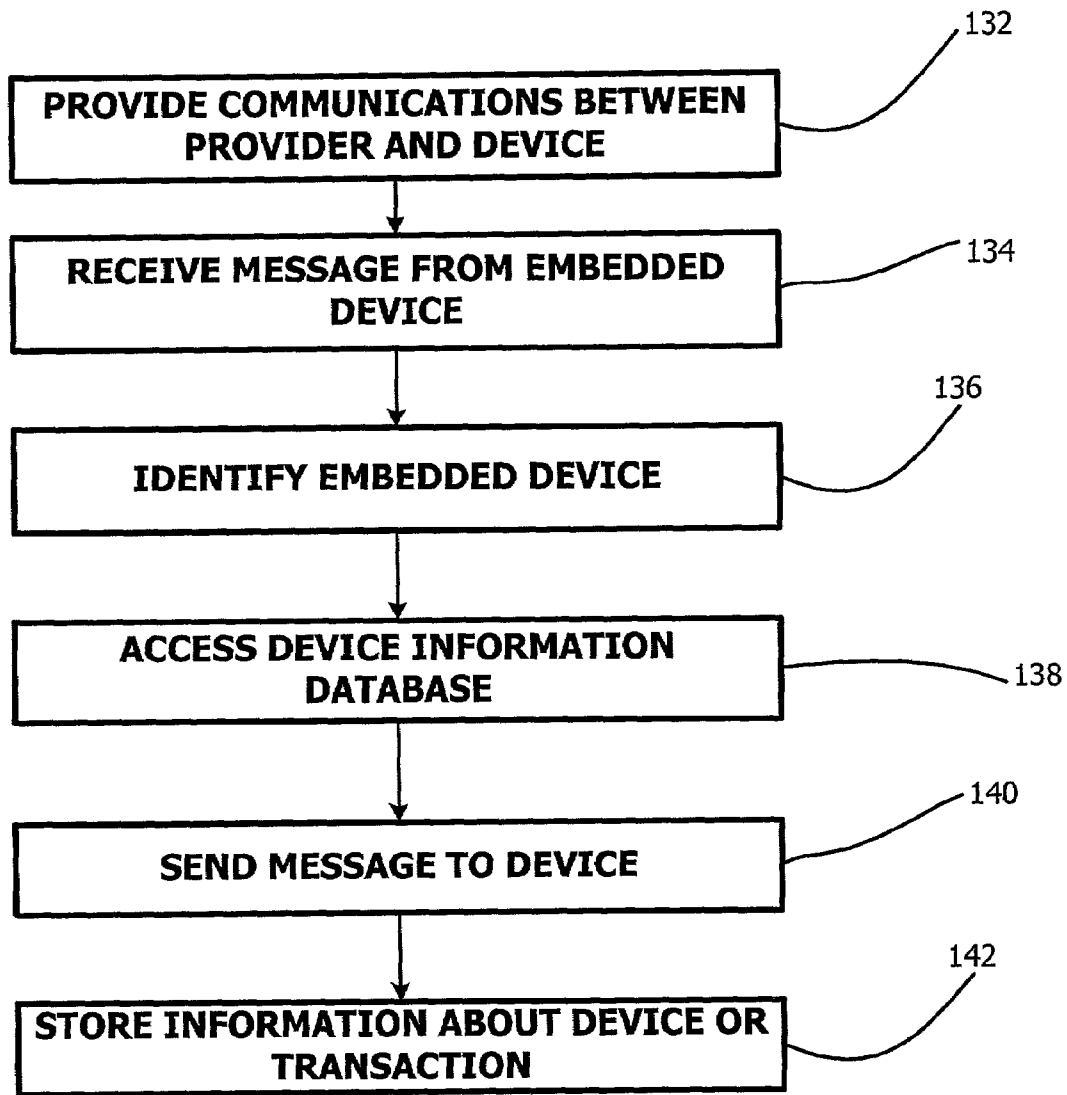 132
PROVIDE COMMUNICATIONS BETWEEN
PROVIDER AND DEVICE
134
RECEIVE MESSAGE FROM EMBEDDED
DEVICE
136
IDENTIFY EMBEDDED DEVICE
ACCESS DEVICE INFORMATION
DATABASE
138
140
SEND MESSAGE TO DEVICE
142
STORE INFORMATION ABOUT DEVICE OR
TRANSACTION